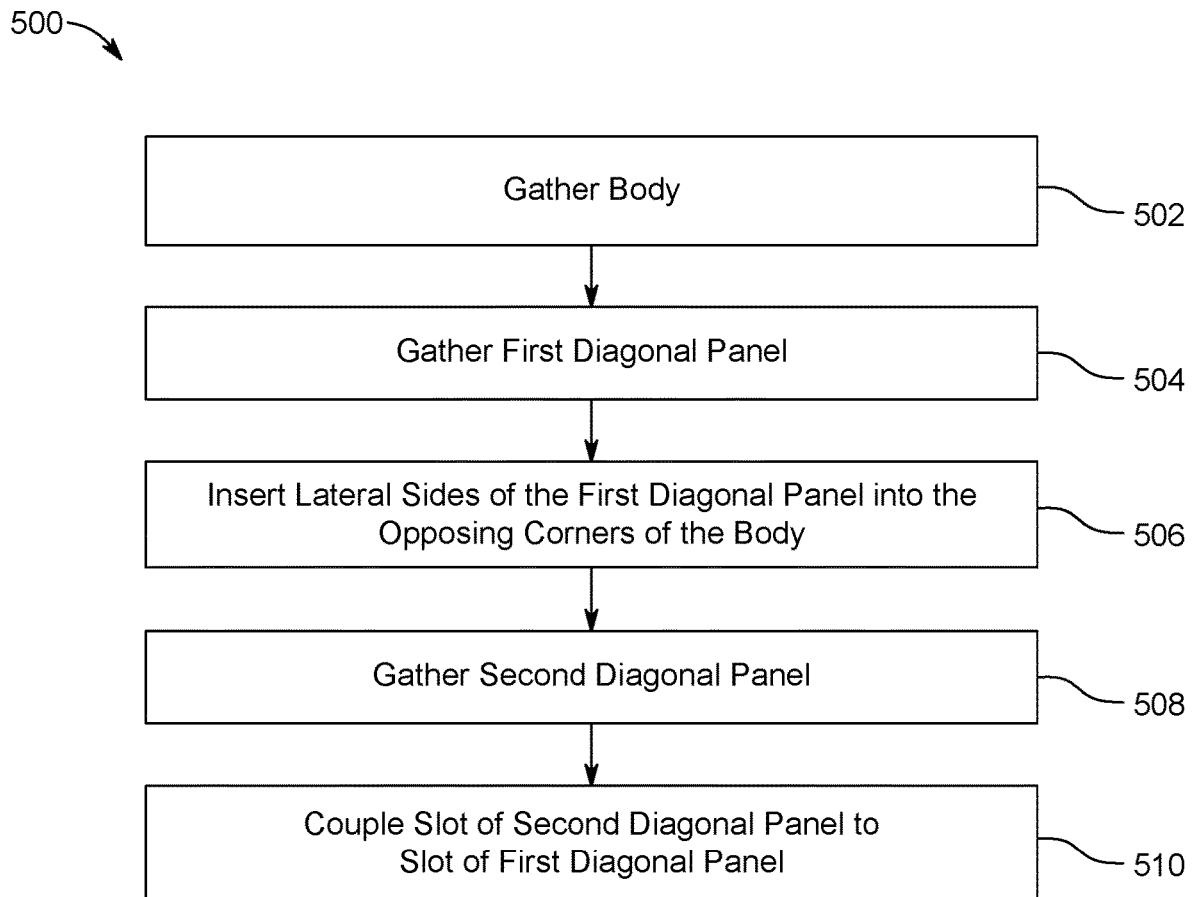 500
Gather Body
502
Gather First Diagonal Panel
504
Insert Lateral Sides of the First Diagonal Panel into the
Opposing Corners of the Body
506
Gather Second Diagonal Panel
508
Couple Slot of Second Diagonal Panel to
Slot of First Diagonal Panel
510